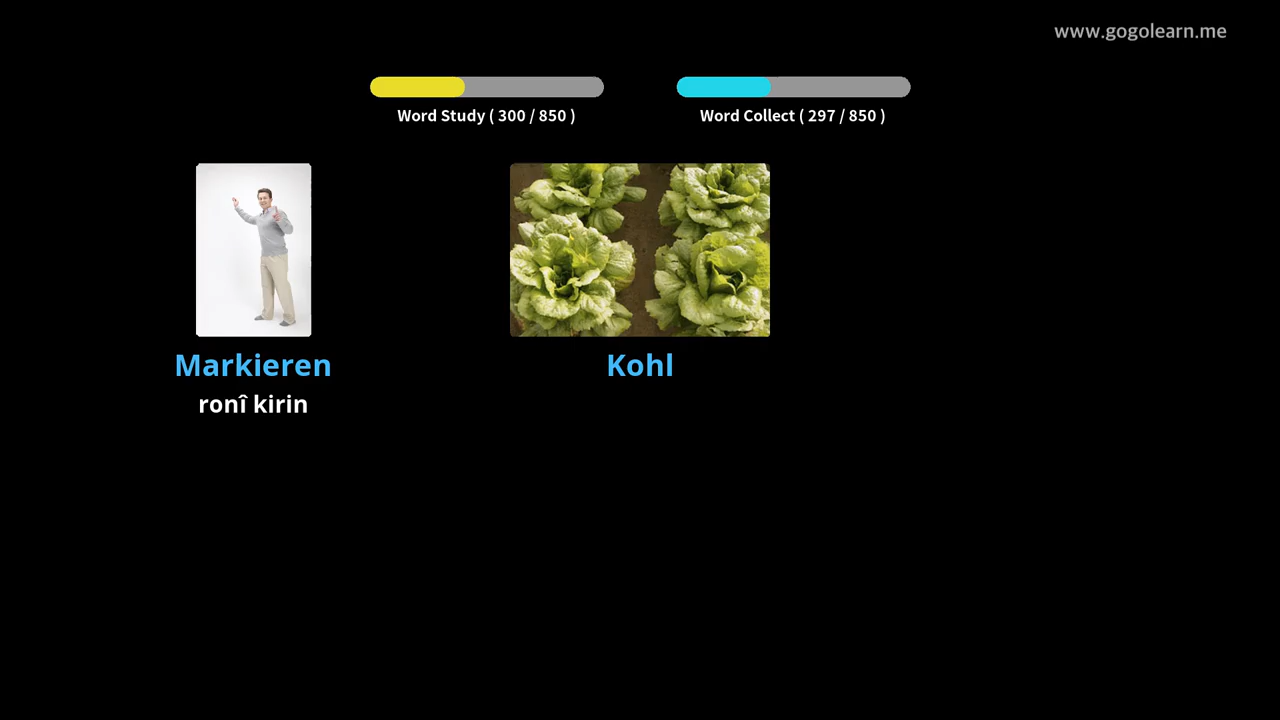 www.gogolearn.me
Word Study ( 300 / 850 )
Word Collect ( 297 / 850 )
Markieren
ronî kirin
Kohl